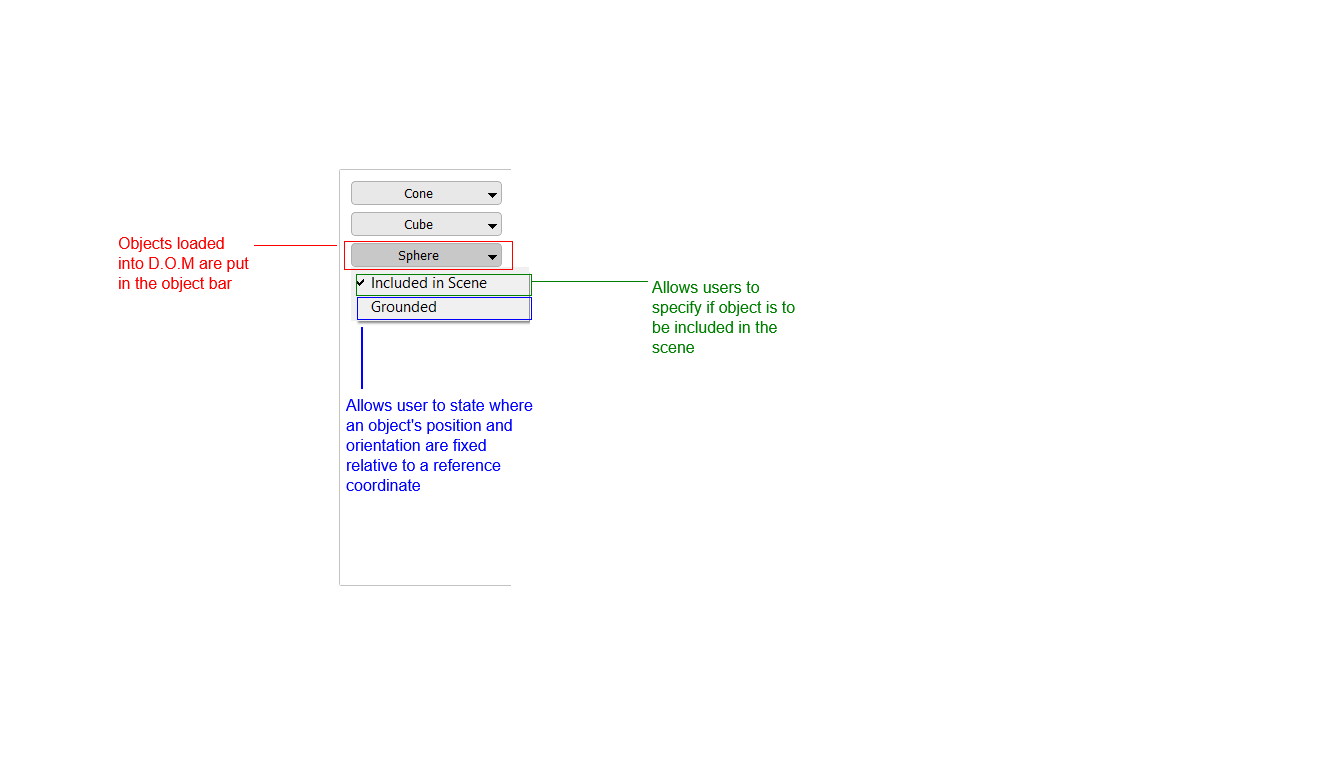 Cone
Cube
Sphere
Included in Scene
Grounded
Objects loaded
into D.O.M are put
in the object bar
Allows users to
specify if object is to
be included in the
scene
Allows user to state where
an object's position and
orientation are fixed
relative to a reference
coordinate